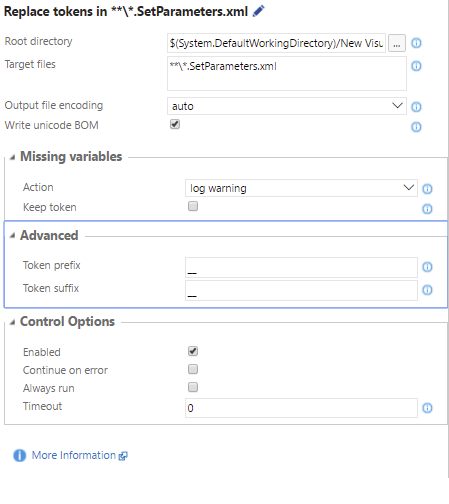 Replace tokens in **\*.SetParameters.xml
Root directory $(System.DefaultWorkingDirectory)/New Visu ...
Target files **\*.SetParameters.xml
Output file encoding auto
Write unicode BOM
Missing variables
Action log warning
Keep token
Advanced
Token prefix __
Token suffix __
Control Options
Enabled
Continue on error
Always run
Timeout 0
More Information